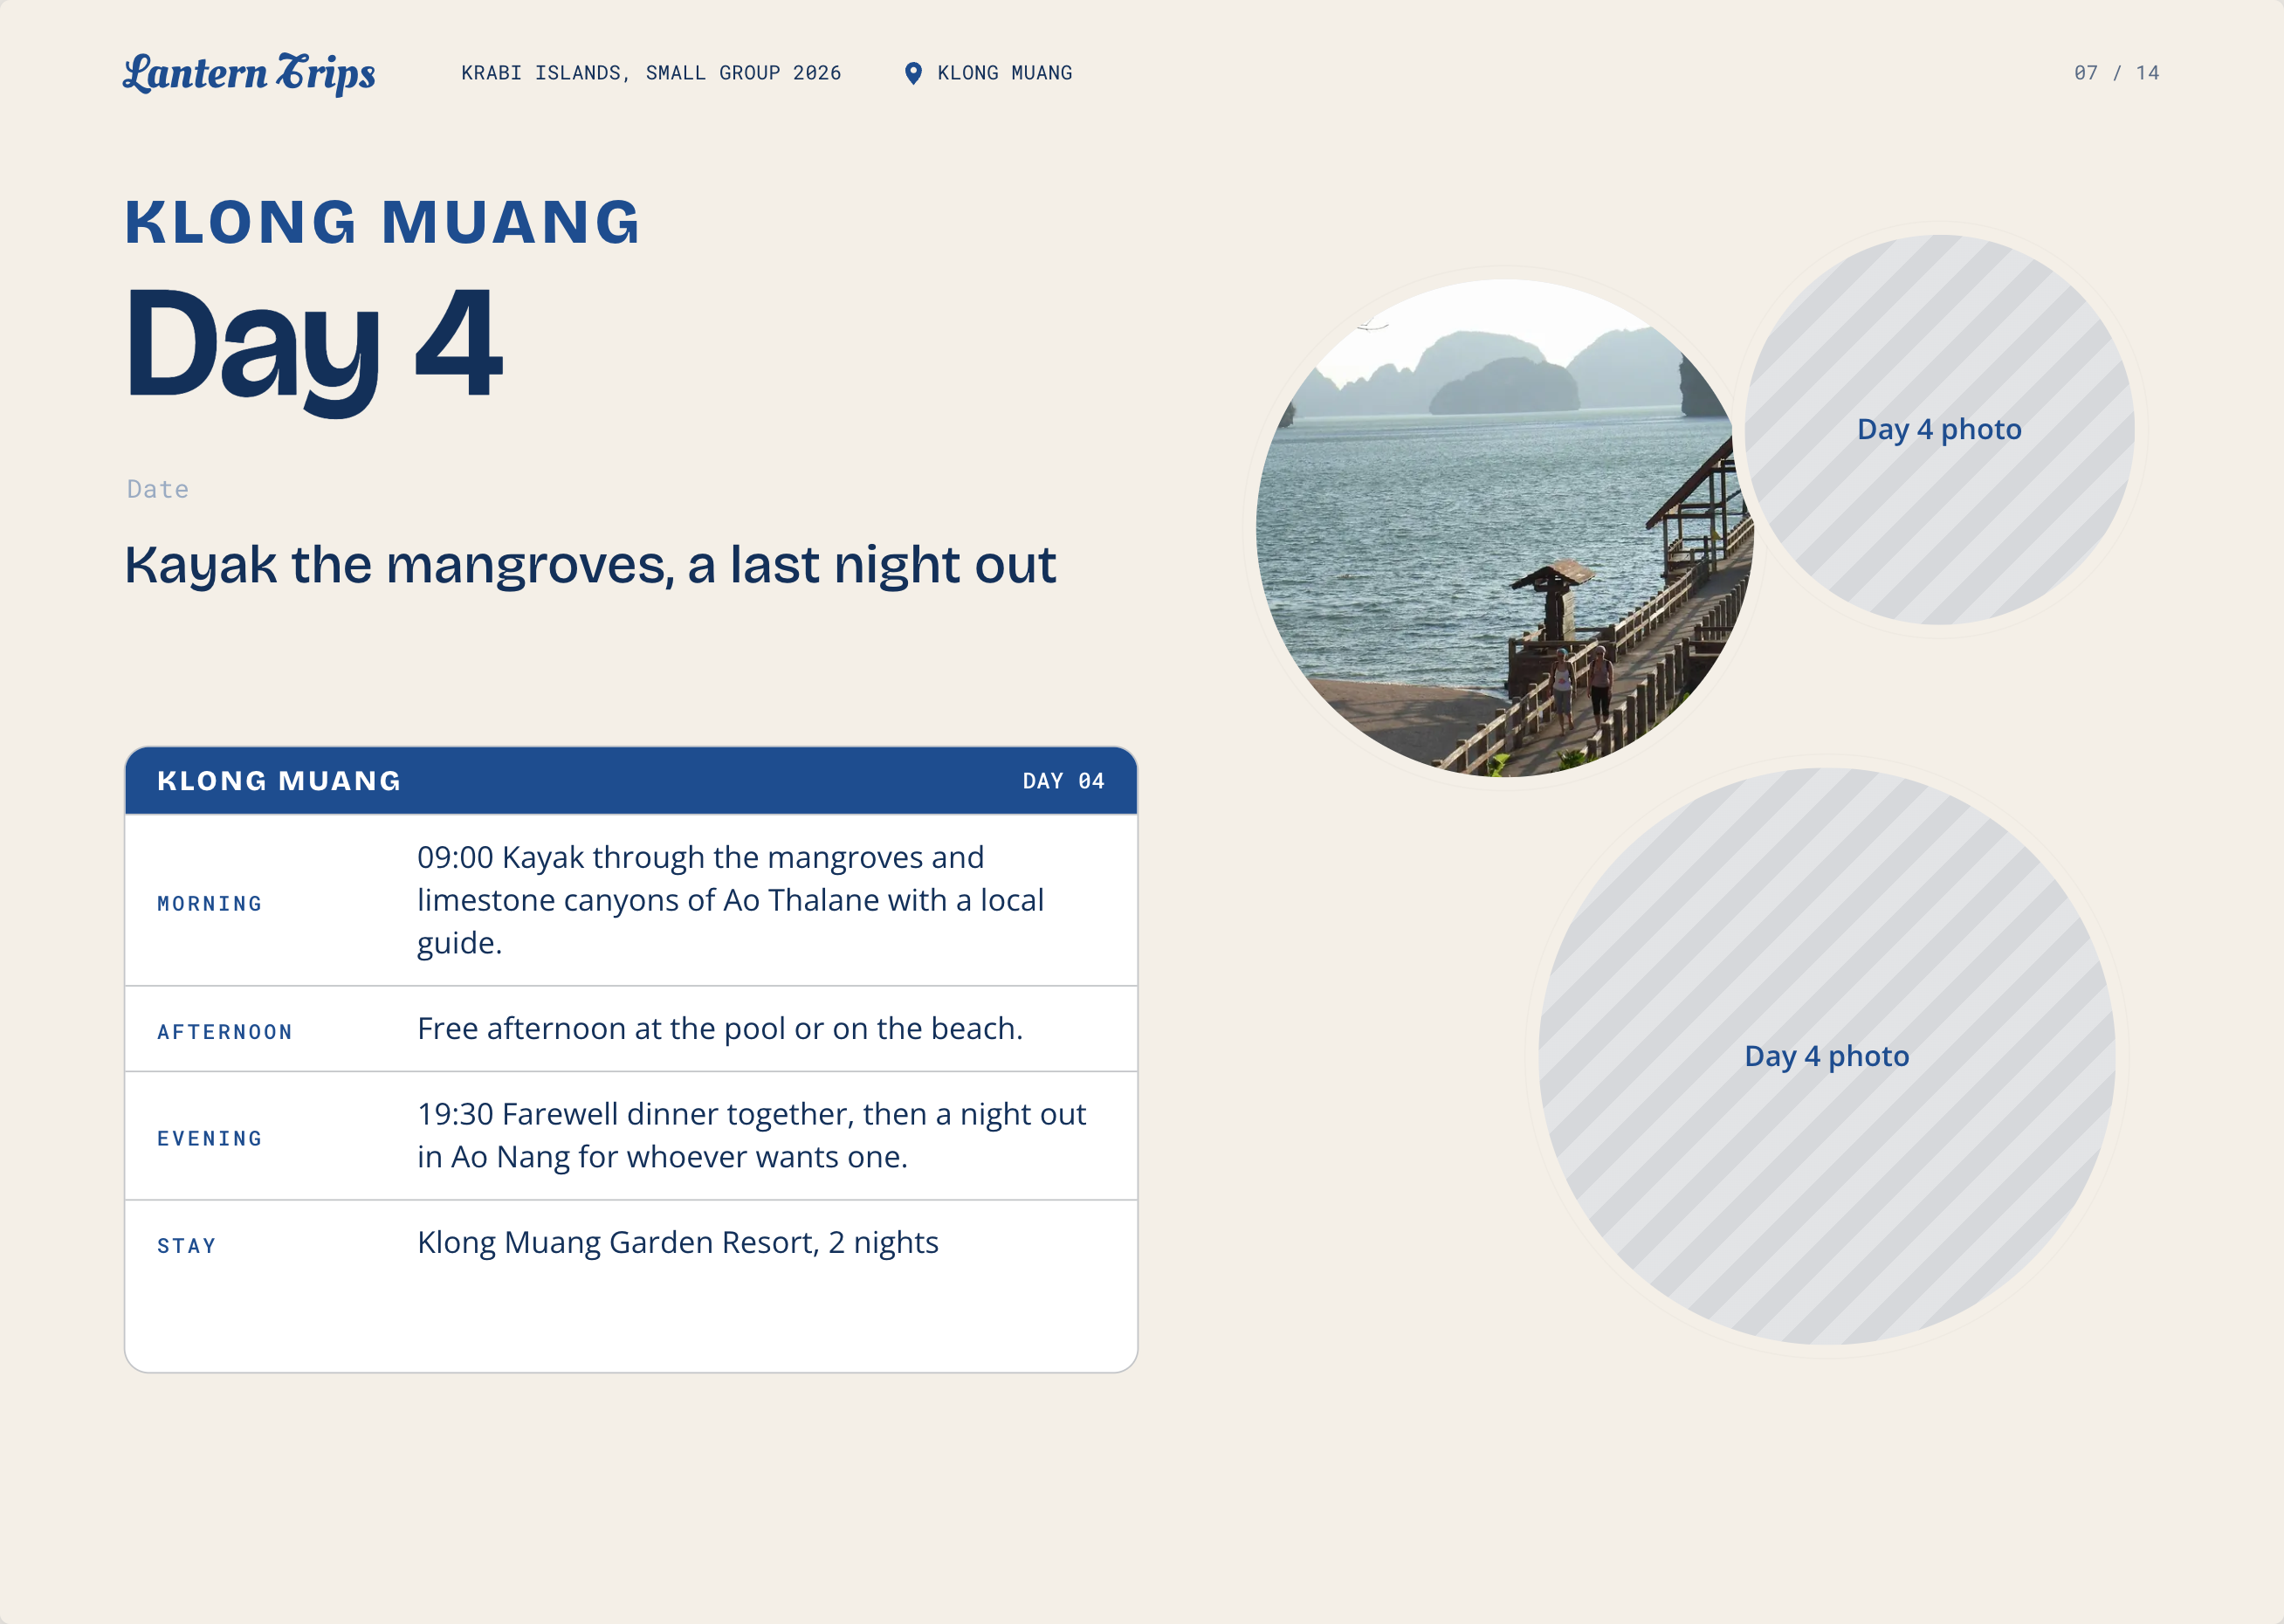 Lantern Trips
KRABI ISLANDS, SMALL GROUP 2026
KLONG MUANG
07 / 14
KLONG MUANG
Day 4
Date
Kayak the mangroves, a last night out
KLONG MUANG
DAY 04
MORNING
09:00 Kayak through the mangroves and
limestone canyons of Ao Thalane with a local
guide.
AFTERNOON
Free afternoon at the pool or on the beach.
EVENING
19:30 Farewell dinner together, then a night out
in Ao Nang for whoever wants one.
STAY
Klong Muang Garden Resort, 2 nights
Day 4 photo
Day 4 photo